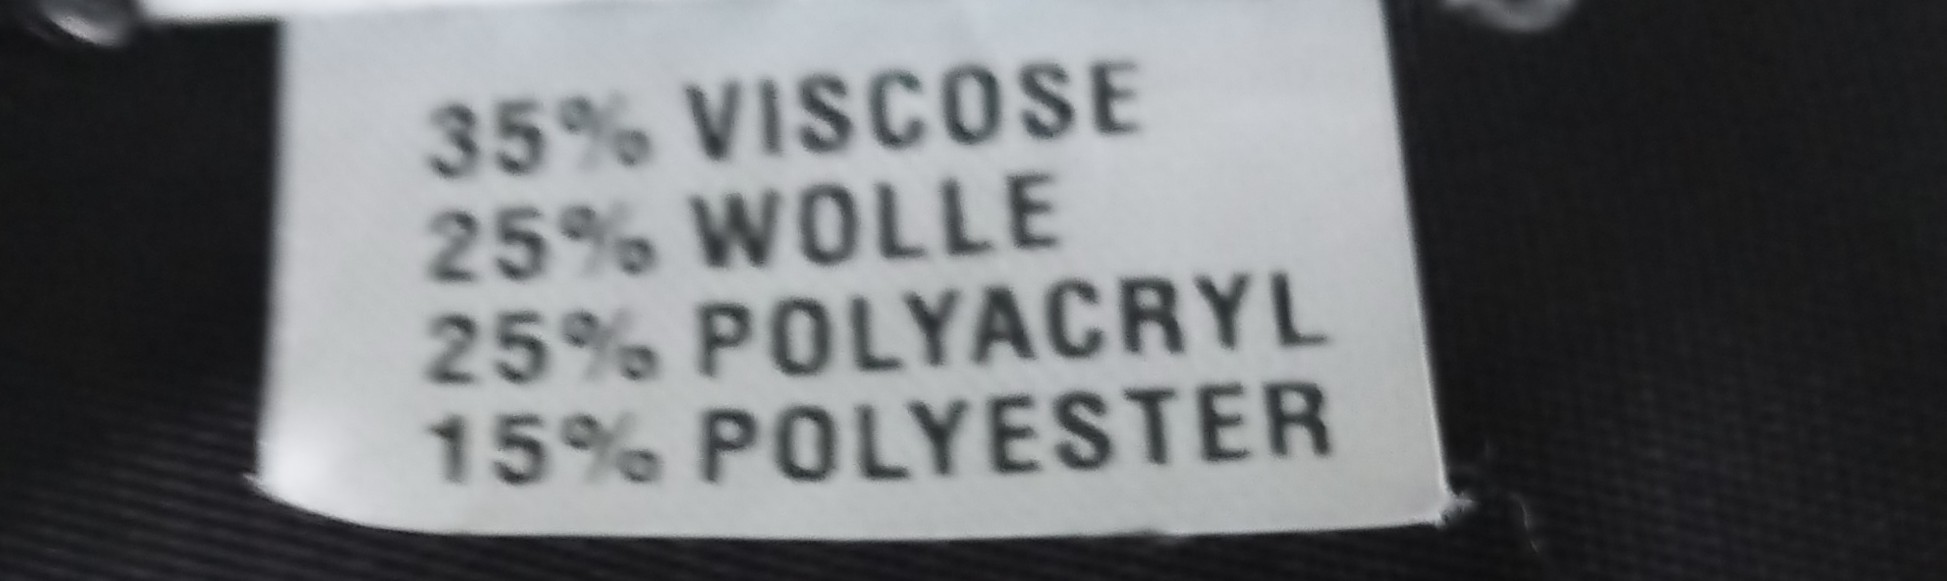 35% VISCOSE
25% WOLLE
25% POLYACRYL
15% POLYESTER